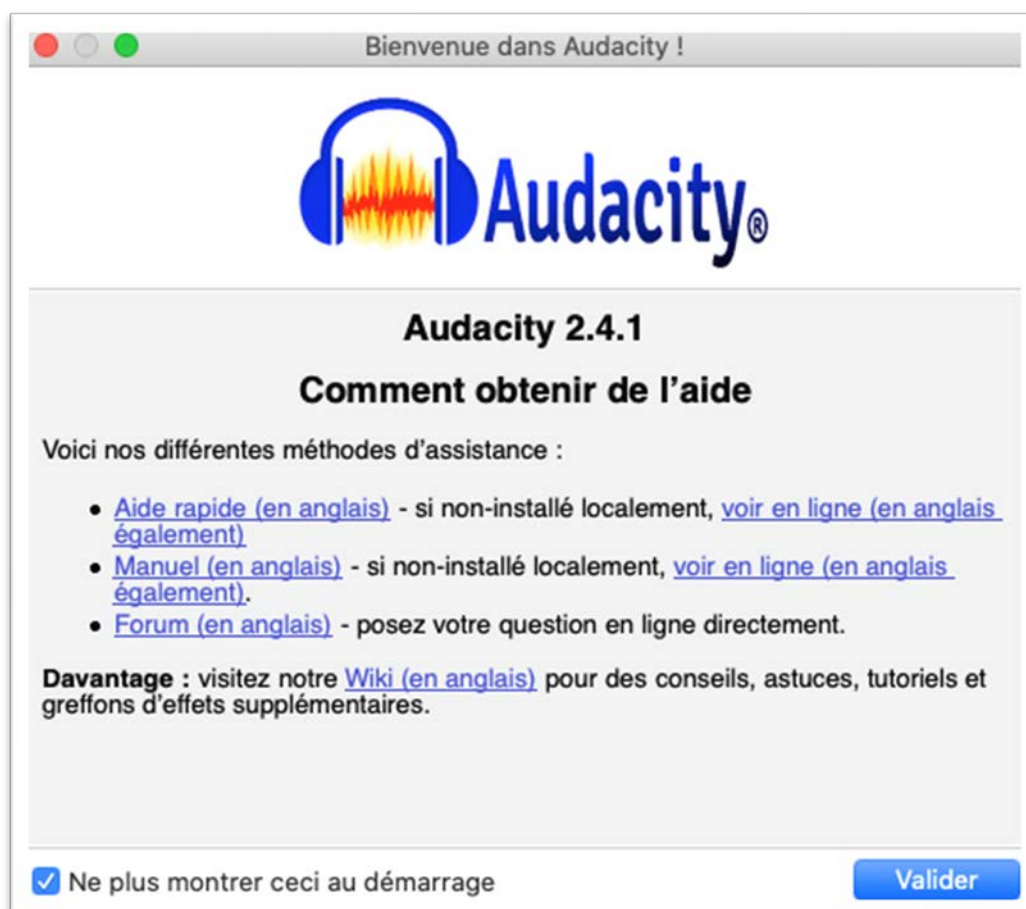 Bienvenue dans Audacity !
Audacity®
Audacity 2.4.1
Comment obtenir de l’aide
Voici nos différentes méthodes d’assistance :
• Aide rapide (en anglais) - si non-installé localement, voir en ligne (en anglais
également)
• Manuel (en anglais) - si non-installé localement, voir en ligne (en anglais
également).
• Forum (en anglais) - posez votre question en ligne directement.
Davantage : visitez notre Wiki (en anglais) pour des conseils, astuces, tutoriels et
greffons d’effets supplémentaires.
Ne plus montrer ceci au démarrage
Valider